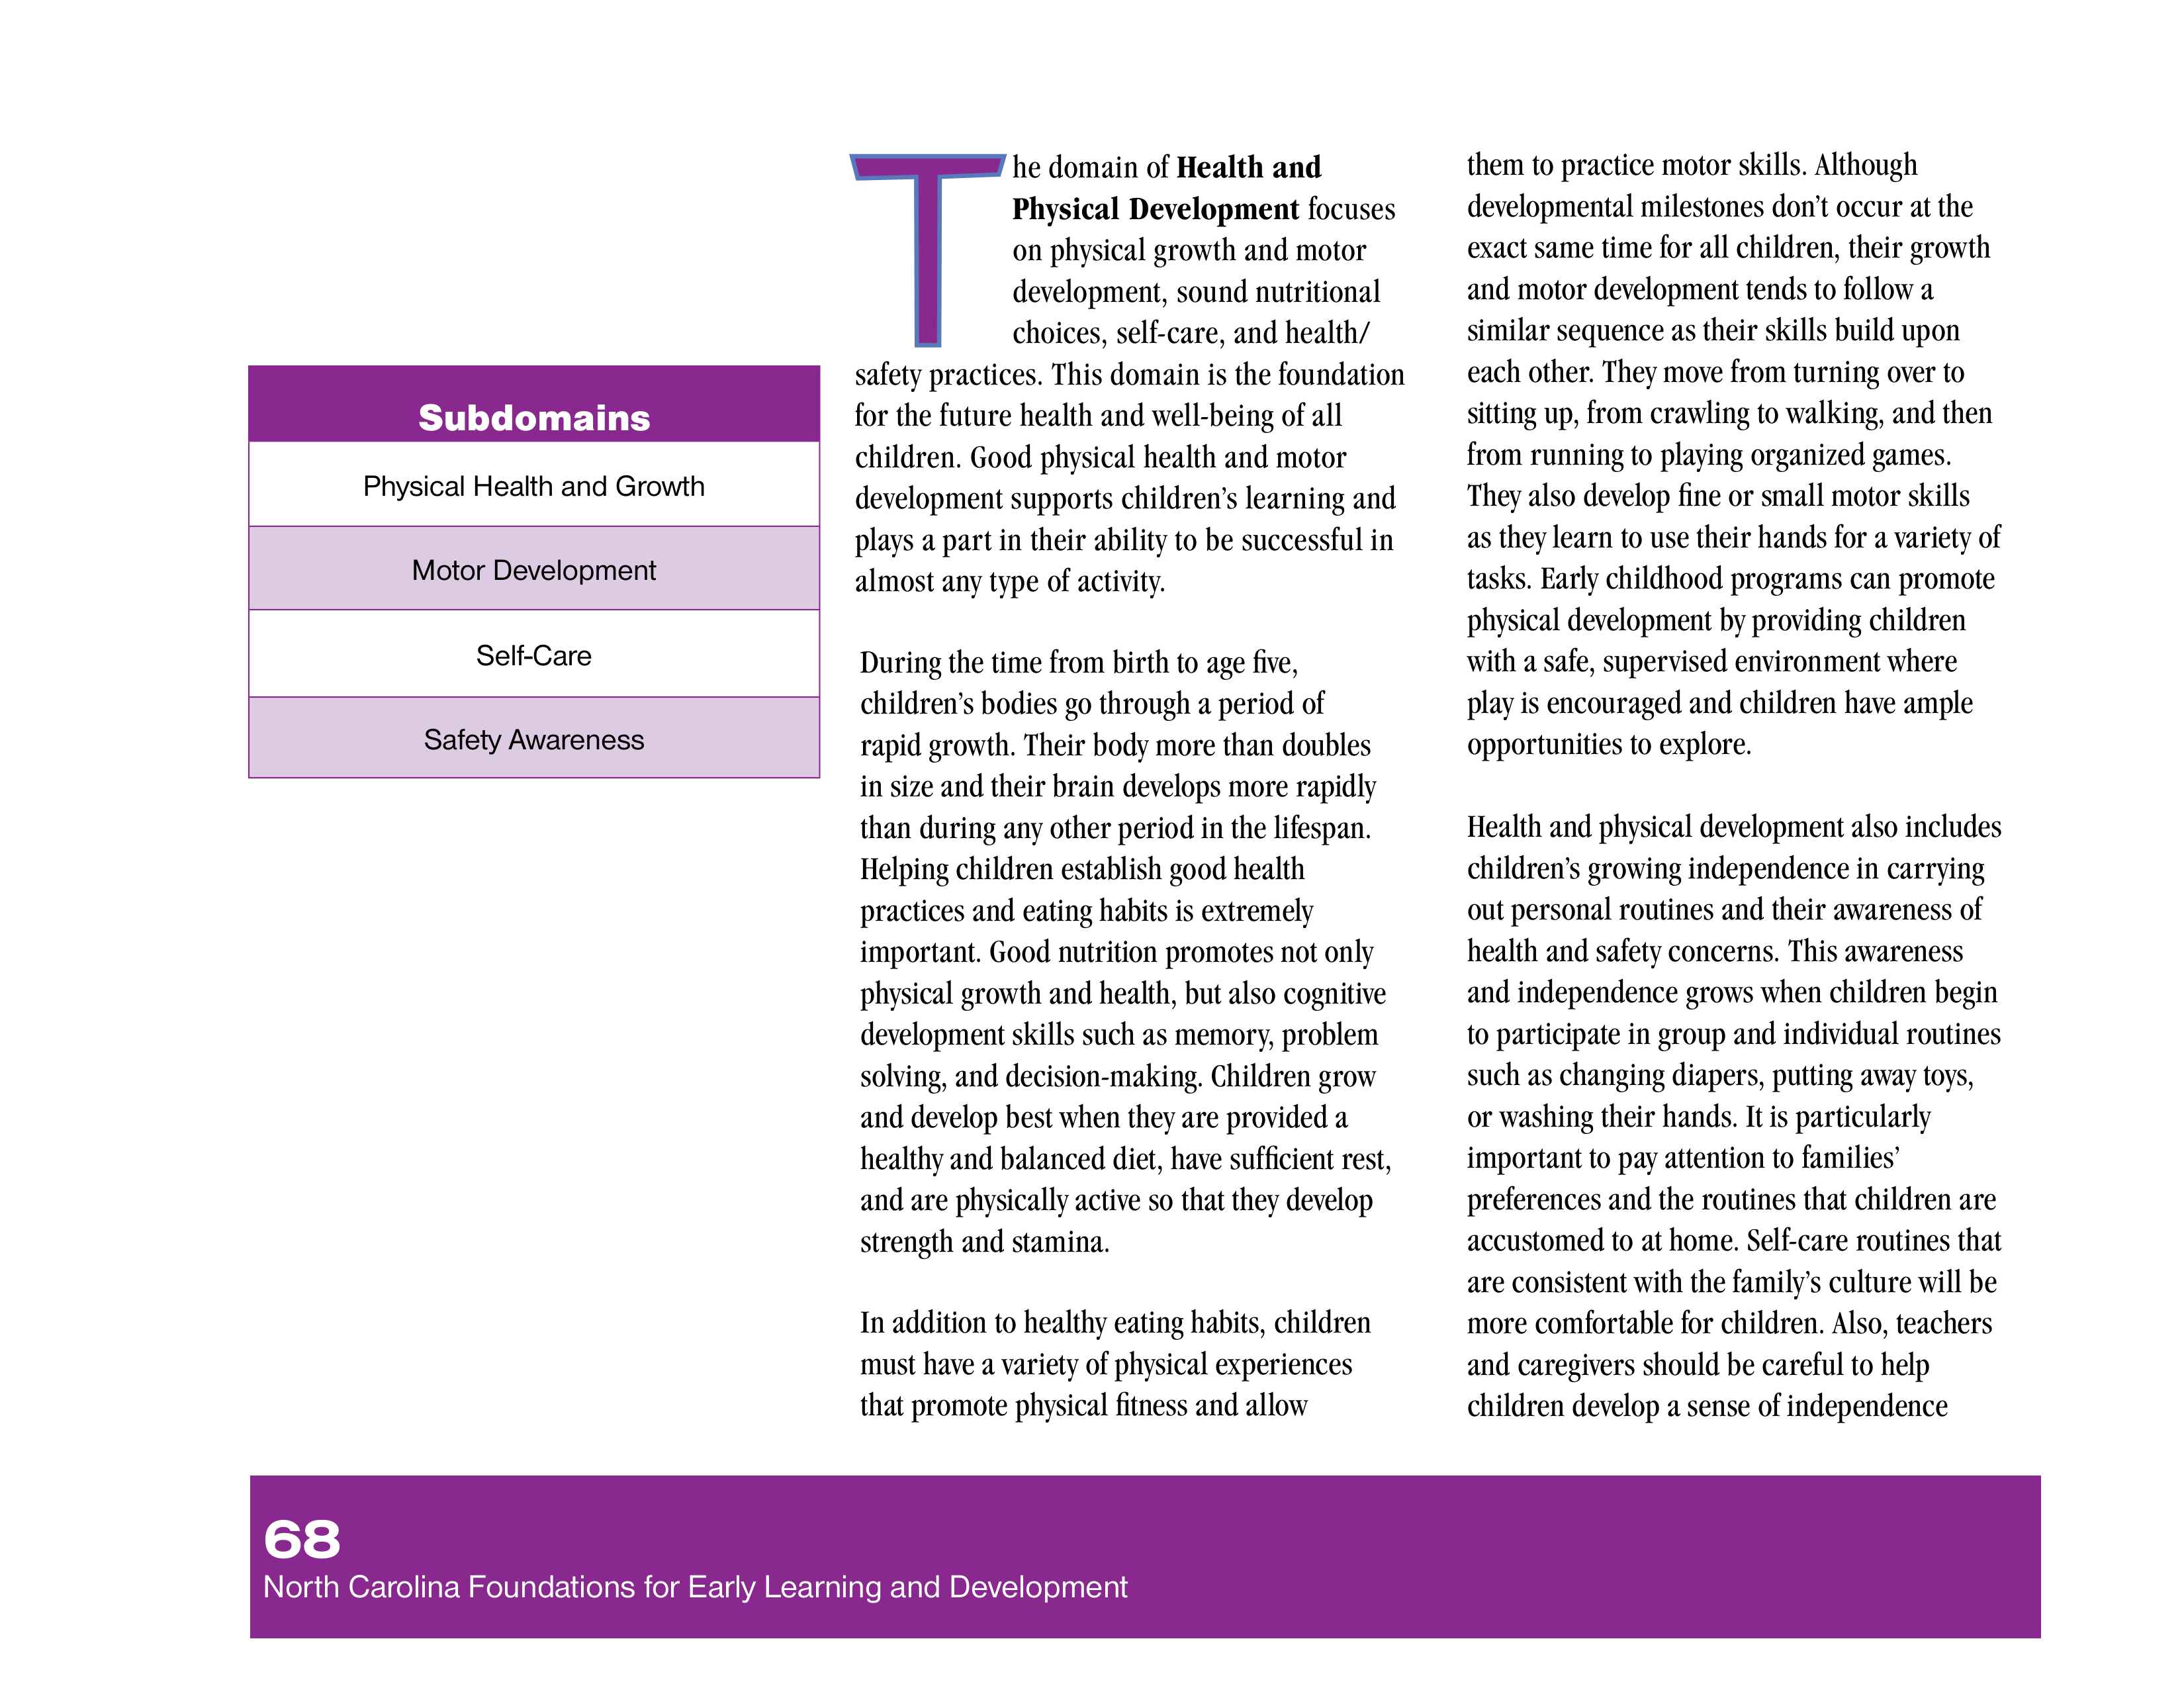 Subdomains
Physical Health and Growth
Motor Development
Self-Care
Safety Awareness
The domain of Health and
Physical Development focuses
on physical growth and motor
development, sound nutritional
choices, self-care, and health/
safety practices. This domain is the foundation
for the future health and well-being of all
children. Good physical health and motor
development supports children’s learning and
plays a part in their ability to be successful in
almost any type of activity.
During the time from birth to age five,
children’s bodies go through a period of
rapid growth. Their body more than doubles
in size and their brain develops more rapidly
than during any other period in the lifespan.
Helping children establish good health
practices and eating habits is extremely
important. Good nutrition promotes not only
physical growth and health, but also cognitive
development skills such as memory, problem
solving, and decision-making. Children grow
and develop best when they are provided a
healthy and balanced diet, have sufficient rest,
and are physically active so that they develop
strength and stamina.
In addition to healthy eating habits, children
must have a variety of physical experiences
that promote physical fitness and allow
them to practice motor skills. Although
developmental milestones don’t occur at the
exact same time for all children, their growth
and motor development tends to follow a
similar sequence as their skills build upon
each other. They move from turning over to
sitting up, from crawling to walking, and then
from running to playing organized games.
They also develop fine or small motor skills
as they learn to use their hands for a variety of
tasks. Early childhood programs can promote
physical development by providing children
with a safe, supervised environment where
play is encouraged and children have ample
opportunities to explore.
Health and physical development also includes
children’s growing independence in carrying
out personal routines and their awareness of
health and safety concerns. This awareness
and independence grows when children begin
to participate in group and individual routines
such as changing diapers, putting away toys,
or washing their hands. It is particularly
important to pay attention to families’
preferences and the routines that children are
accustomed to at home. Self-care routines that
are consistent with the family’s culture will be
more comfortable for children. Also, teachers
and caregivers should be careful to help
children develop a sense of independence
68
North Carolina Foundations for Early Learning and Development